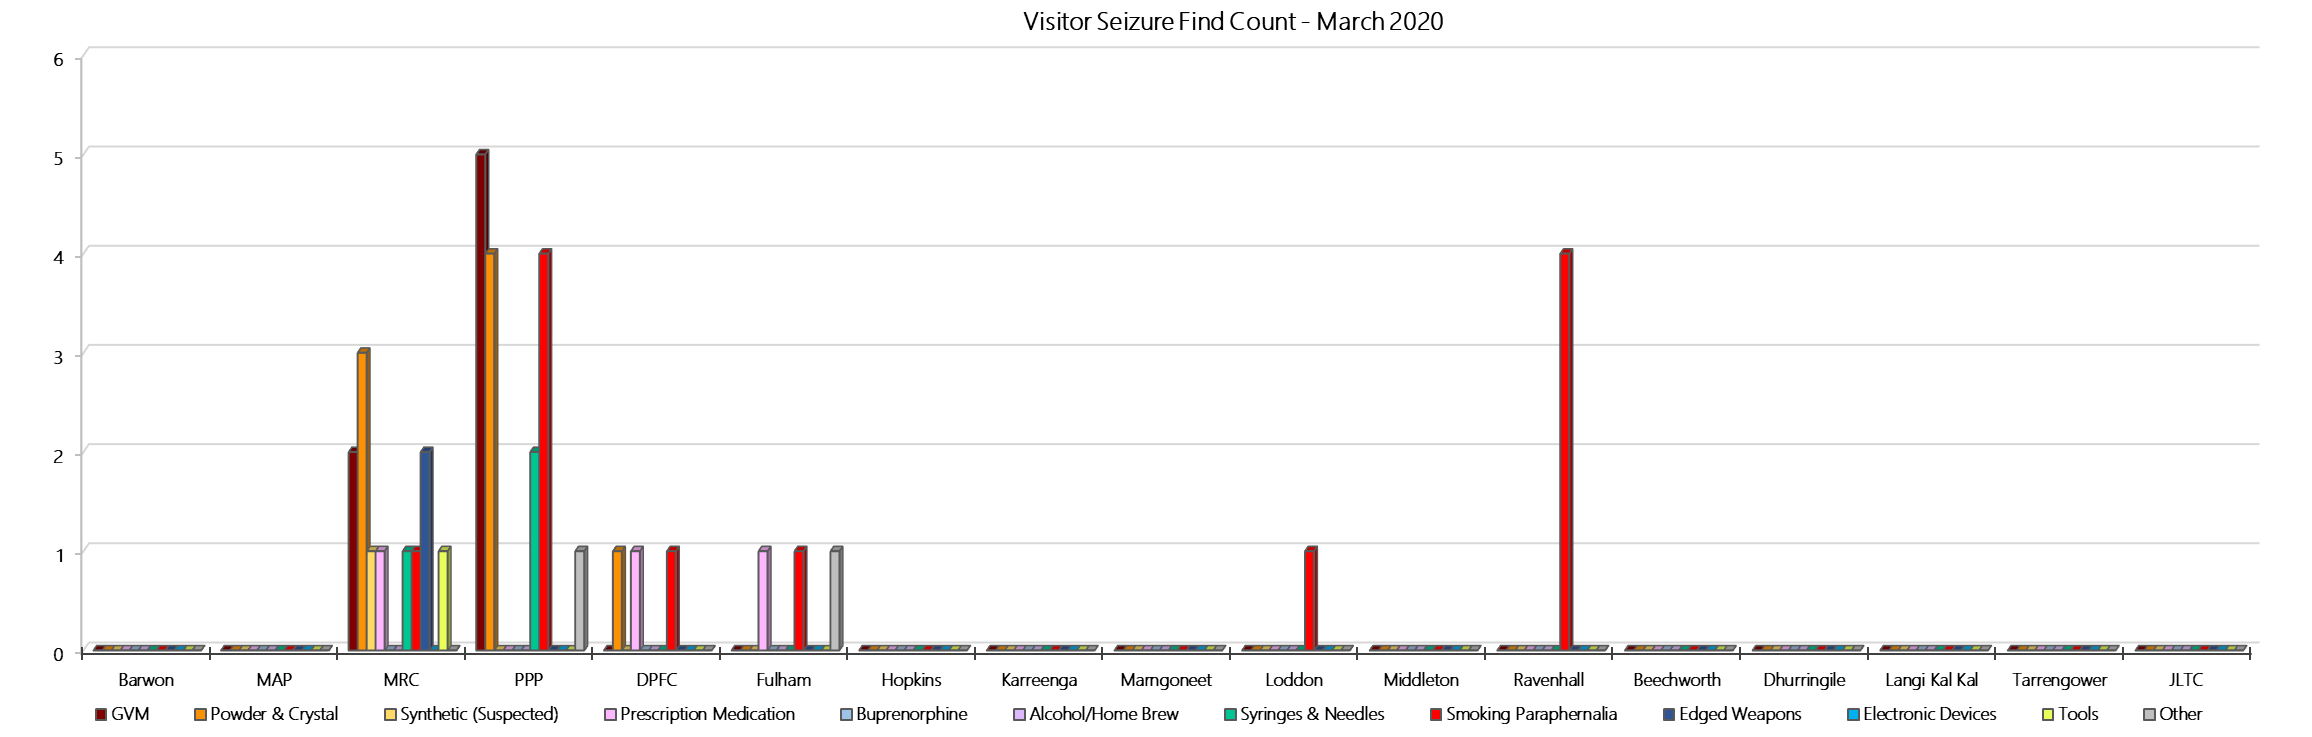 Visitor Seizure Find Count - March 2020
6
5
4
3
2
1
0
Barwon MAP MRC PPP DPFC Fulham Hopkins Karreenga Marngoneet Loddon Middleton Ravenhall Beechworth Dhurringile Langi Kal Kal Tarrengower JLTC
GVM Powder & Crystal Synthetic (Suspected) Prescription Medication Buprenorphine Alcohol/Home Brew Syringes & Needles Smoking Paraphernalia Edged Weapons Electronic Devices Tools Other